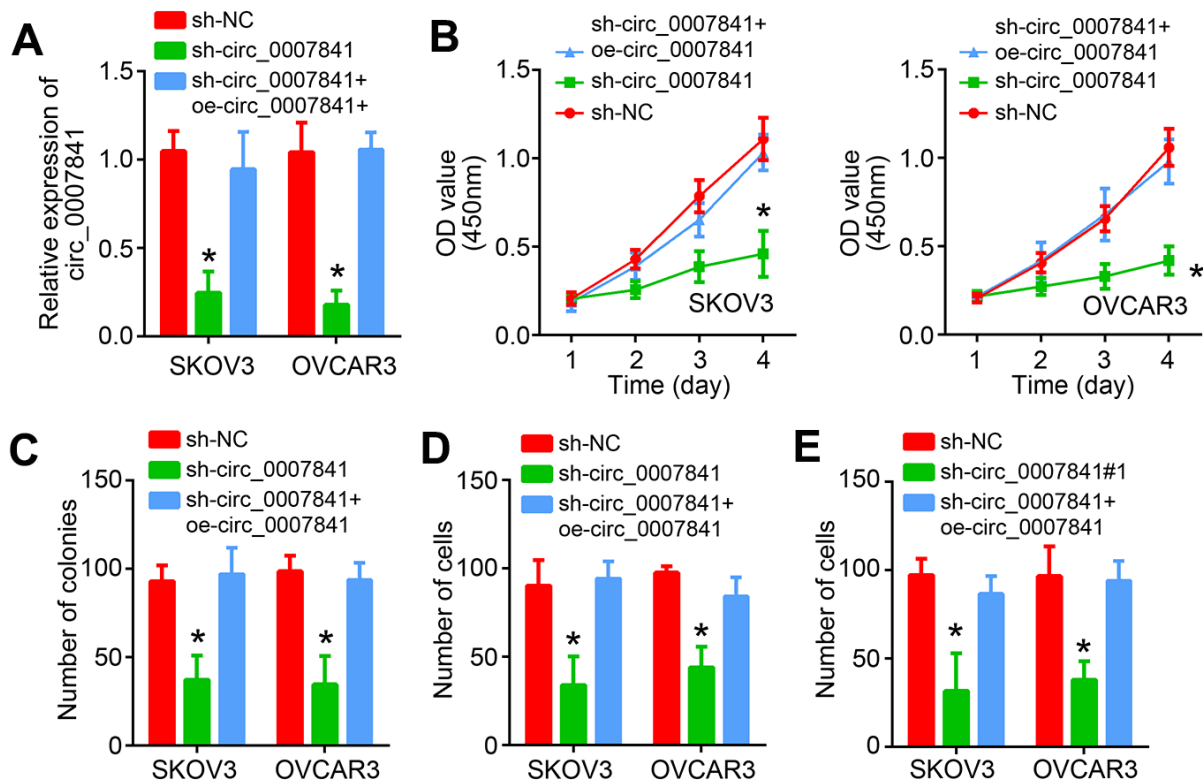 A
sh-NC
sh-circ_0007841
sh-circ_0007841+
oe-circ_0007841+
Relative expression of
circ_0007841
1.5
1.0
0.5
0.0
*
*
SKOV3
OVCAR3
B
sh-circ_0007841+
oe-circ_0007841
sh-circ_0007841
sh-NC
OD value
(450nm)
1.5
1.0
0.5
0.0
*
SKOV3
1 2 3 4
Time (day)
sh-circ_0007841+
oe-circ_0007841
sh-circ_0007841
sh-NC
OD value
(450nm)
1.5
1.0
0.5
0.0
*
OVCAR3
1 2 3 4
Time (day)
C
sh-NC
sh-circ_0007841
sh-circ_0007841+
oe-circ_0007841
Number of colonies
150
100
50
0
*
*
SKOV3
OVCAR3
D
sh-NC
sh-circ_0007841
sh-circ_0007841+
oe-circ_0007841
Number of cells
150
100
50
0
*
*
SKOV3
OVCAR3
E
sh-NC
sh-circ_0007841#1
sh-circ_0007841+
oe-circ_0007841
Number of cells
150
100
50
0
*
*
SKOV3
OVCAR3